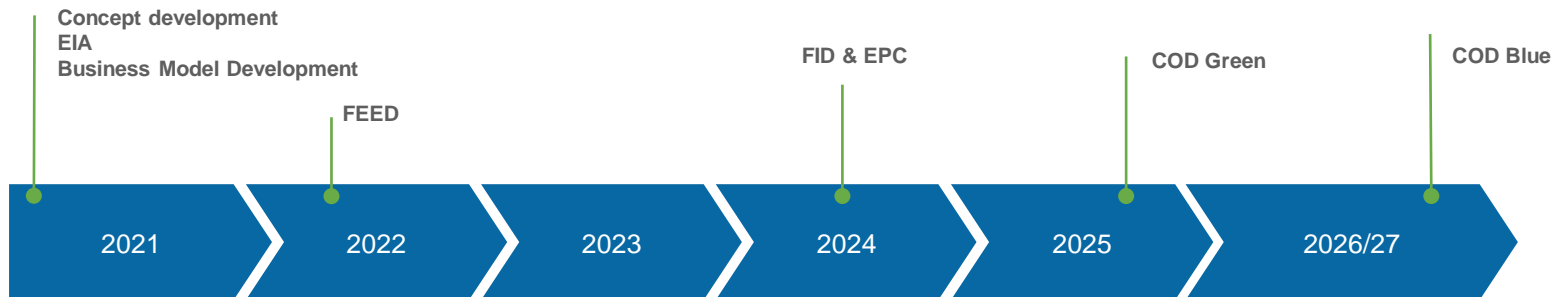 Concept development
EIA
Business Model Development
FEED
FID & EPC
COD Green
COD Blue
2021
2022
2023
2024
2025
2026/27